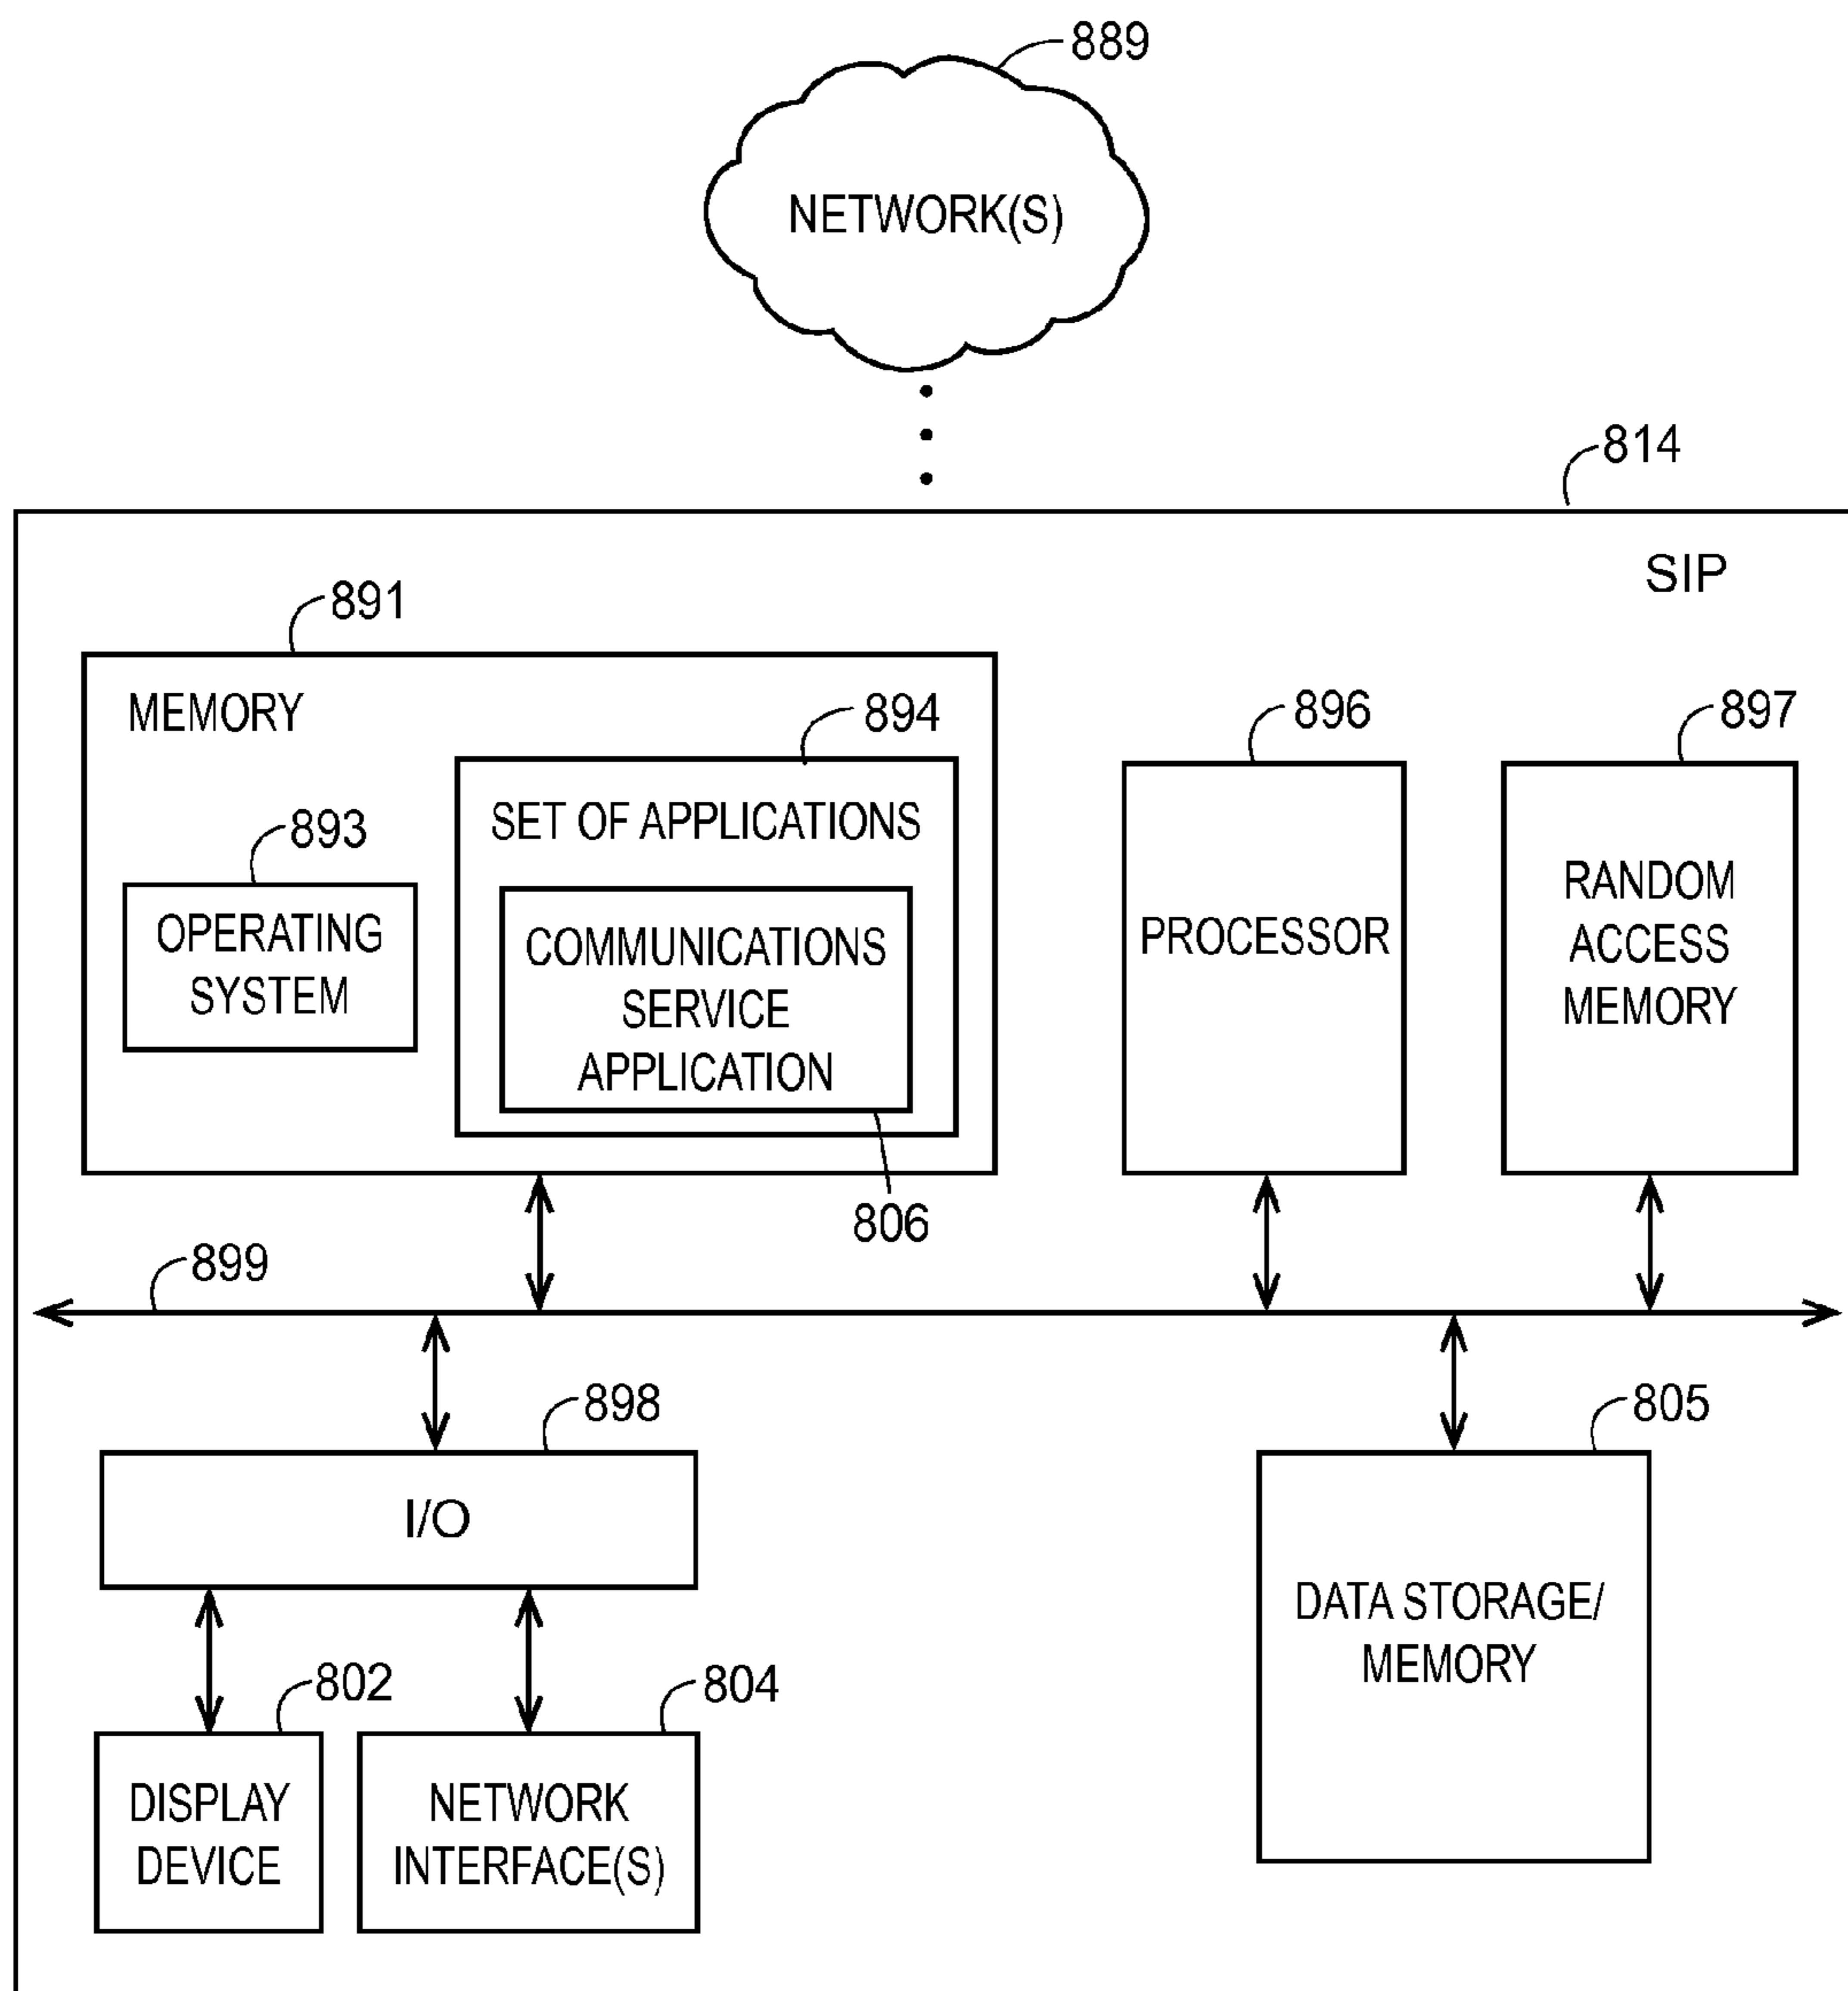 889
NETWORK(S)
814
SIP
891
MEMORY
894
896
897
SET OF APPLICATIONS
893
OPERATING
SYSTEM
COMMUNICATIONS
SERVICE
APPLICATION
PROCESSOR
RANDOM
ACCESS
MEMORY
806
899
898
I/O
805
DATA STORAGE/
MEMORY
802
804
DISPLAY
DEVICE
NETWORK
INTERFACE(S)